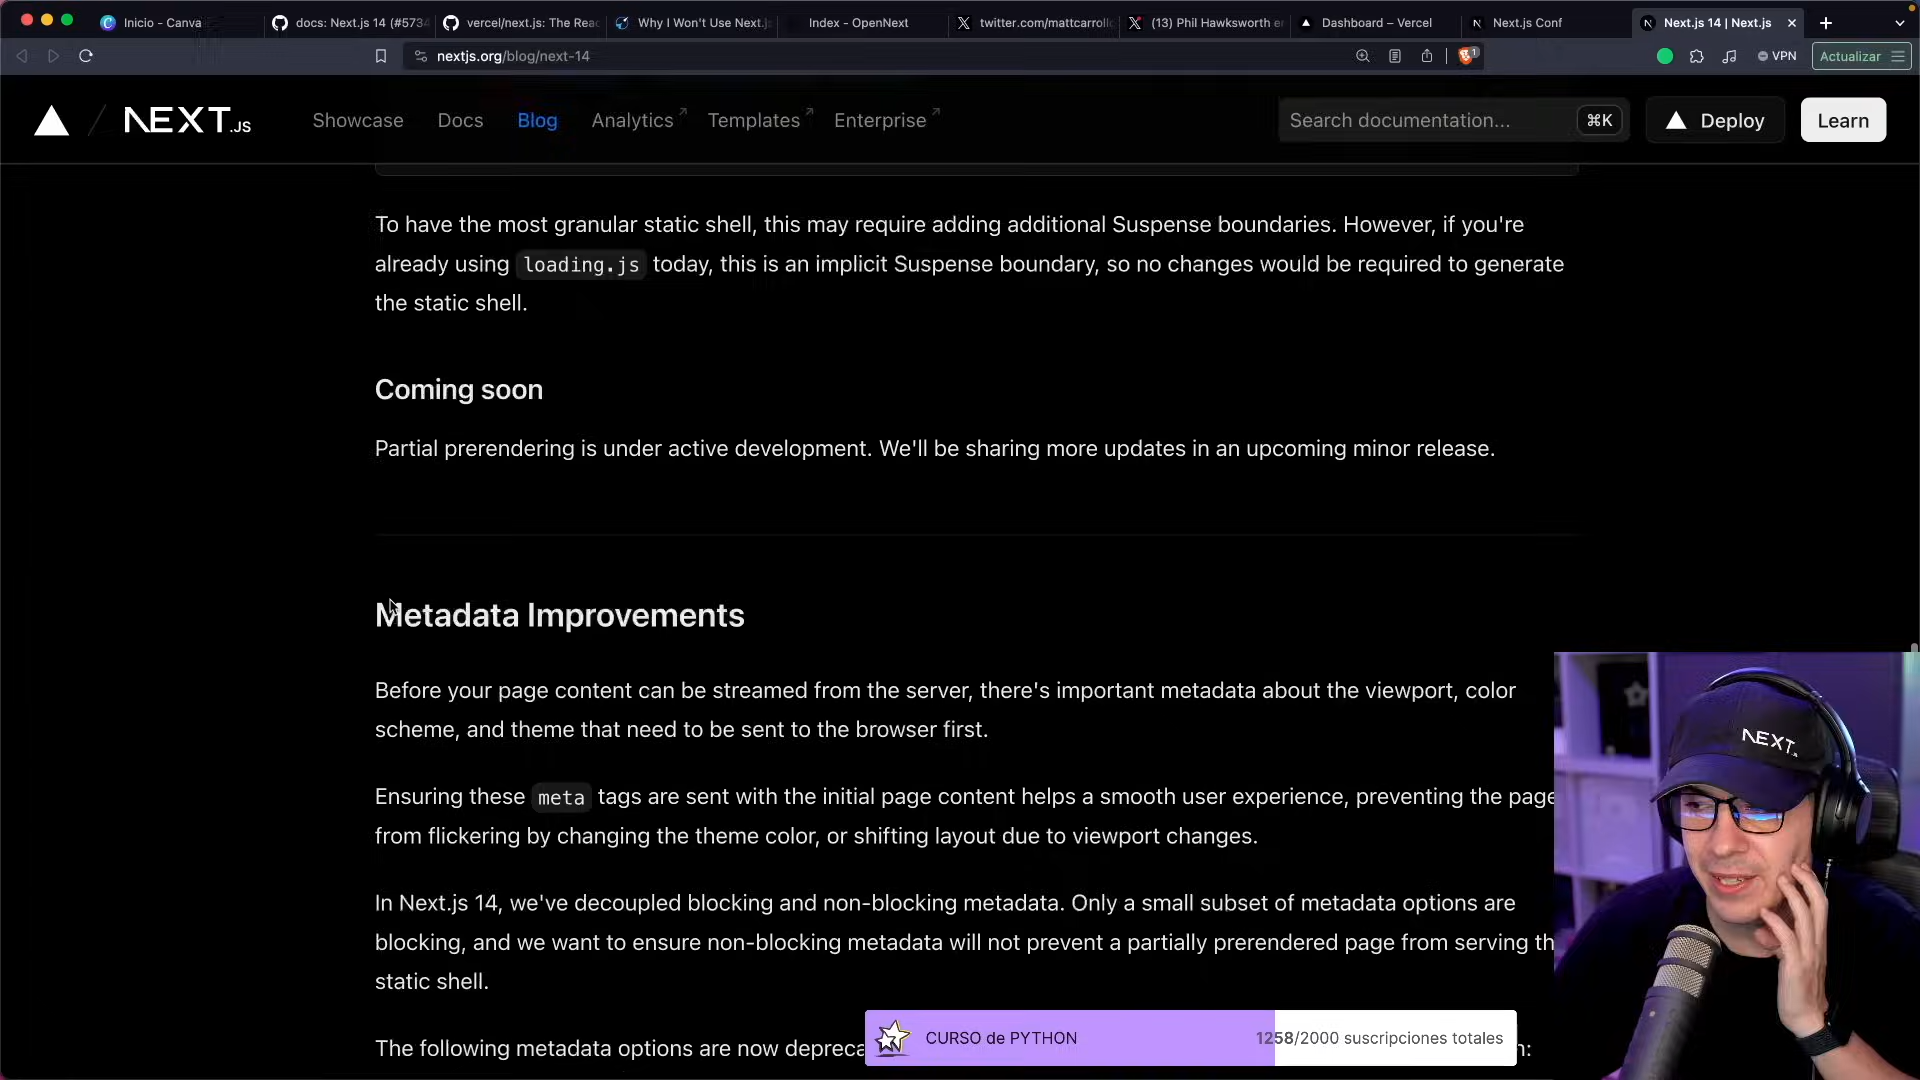 Inicio – Canva
docs: Next.js 14 (#5734
vercel/next.js: The Reac
Why I Won't Use Next.js
Index - OpenNext
twitter.com/mattcarrollc
(13) Phil Hawksworth en
Dashboard – Vercel
Next.js Conf
Next.js 14 | Next.js
nextjs.org/blog/next-14
1
VPN
Actualizar
NEXT.JS
Showcase
Docs
Blog
Analytics
Templates
Enterprise
Search documentation...
⌘K
Deploy
Learn
To have the most granular static shell, this may require adding additional Suspense boundaries. However, if you're
already using loading.js today, this is an implicit Suspense boundary, so no changes would be required to generate
the static shell.
Coming soon
Partial prerendering is under active development. We'll be sharing more updates in an upcoming minor release.
Metadata Improvements
Before your page content can be streamed from the server, there's important metadata about the viewport, color
scheme, and theme that need to be sent to the browser first.
Ensuring these meta tags are sent with the initial page content helps a smooth user experience, preventing the page
from flickering by changing the theme color, or shifting layout due to viewport changes.
NEXT.
In Next.js 14, we've decoupled blocking and non-blocking metadata. Only a small subset of metadata options are
blocking, and we want to ensure non-blocking metadata will not prevent a partially prerendered page from serving th
static shell.
The following metadata options are now depreca
n:
CURSO de PYTHON
1258/2000 suscripciones totales